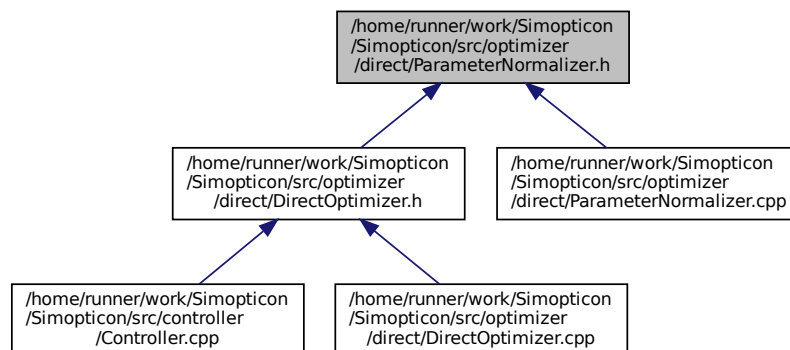 /home/runner/work/Simopticon
/Simopticon/src/optimizer
/direct/ParameterNormalizer.h
/home/runner/work/Simopticon
/Simopticon/src/optimizer
/direct/DirectOptimizer.h
/home/runner/work/Simopticon
/Simopticon/src/optimizer
/direct/ParameterNormalizer.cpp
/home/runner/work/Simopticon
/Simopticon/src/controller
/Controller.cpp
/home/runner/work/Simopticon
/Simopticon/src/optimizer
/direct/DirectOptimizer.cpp